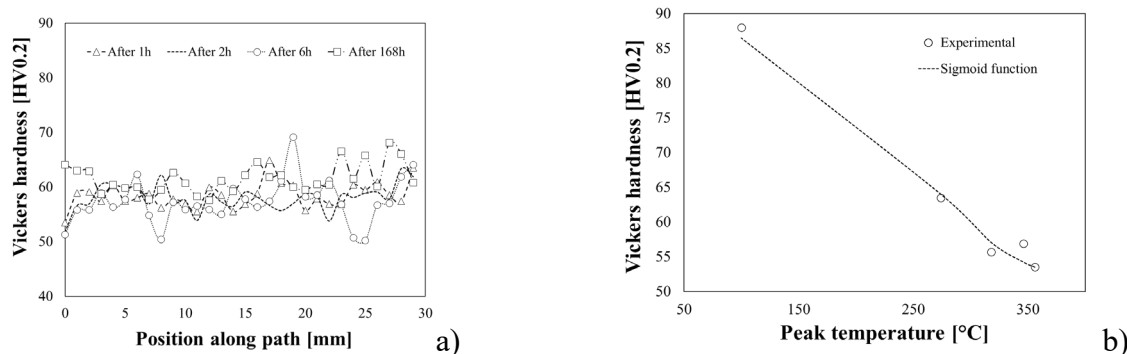 Vickers hardness [HV0.2]
90
80
70
60
50
40
After 1h
After 2h
After 6h
After 168h
0
5
10
15
20
25
30
Position along path [mm]
a)
Vickers hardness [HV0.2]
90
85
80
75
70
65
60
55
50
Experimental
Sigmoid function
50
150
250
350
Peak temperature [°C]
b)